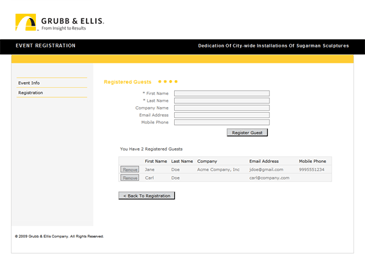 GRUBB & ELLIS.
From Insight to Results
EVENT REGISTRATION
Dedication Of City-wide Installations Of Sugarman Sculptures
Event Info
Registration
Registered Guests
* First Name
* Last Name
Company Name
Email Address
Mobile Phone
Register Guest
You Have 2 Registered Guests
First Name Last Name Company Email Address Mobile Phone
Remove Jane Doe Acme Company, Inc jdoe@gmail.com 9995551234
Remove Carl Doe carl@company.com
< Back To Registration
© 2009 Grubb & Ellis Company. All Rights Reserved.